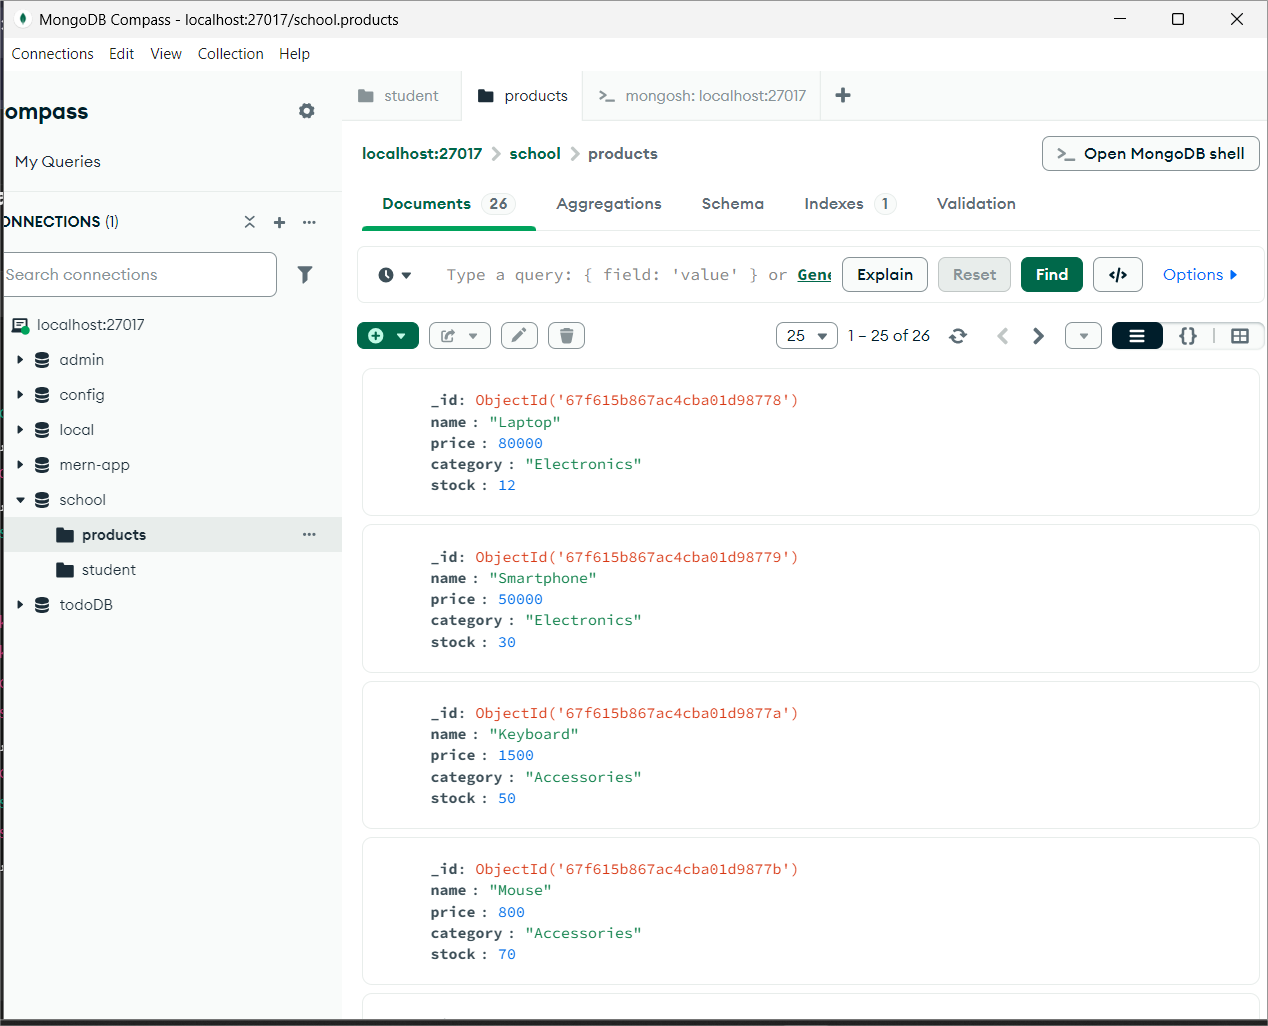 MongoDB Compass - localhost:27017/school.products
Connections Edit View Collection Help
ompass
My Queries
ONNECTIONS (1)
Search connections
localhost:27017
admin
config
local
mern-app
school
products
student
todoDB
student
products
>_ mongosh: localhost:27017
localhost:27017 > school > products
>_ Open MongoDB shell
Documents 26 Aggregations Schema Indexes 1 Validation
Type a query: { field: 'value' } or Gene
Explain Reset Find </> Options
25 1 – 25 of 26 {}
_id: ObjectId('67f615b867ac4cba01d98778')
name : "Laptop"
price : 80000
category : "Electronics"
stock : 12
_id: ObjectId('67f615b867ac4cba01d98779')
name : "Smartphone"
price : 50000
category : "Electronics"
stock : 30
_id: ObjectId('67f615b867ac4cba01d9877a')
name : "Keyboard"
price : 1500
category : "Accessories"
stock : 50
_id: ObjectId('67f615b867ac4cba01d9877b')
name : "Mouse"
price : 800
category : "Accessories"
stock : 70